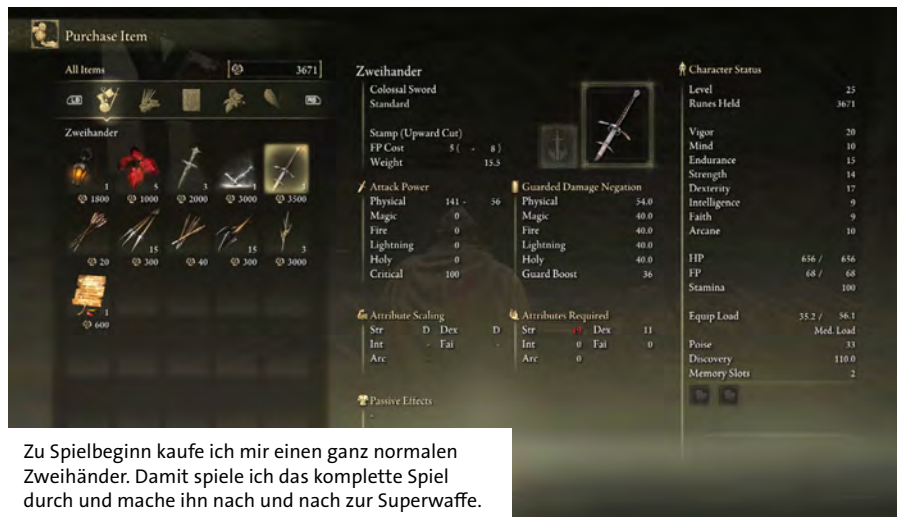 Purchase Item
All Items 3671
LB RB
Zweihander
1 5 3 1
1800 1000 2000 3000 3500
15 15 3
20 300 40 300 3000
1
600
Zweihander
Colossal Sword
Standard
Stamp (Upward Cut)
FP Cost 5 ( - 8 )
Weight 15.5
Attack Power
Physical 141 - 56
Magic 0
Fire 0
Lightning 0
Holy 0
Critical 100
Guarded Damage Negation
Physical 54.0
Magic 40.0
Fire 40.0
Lightning 40.0
Holy 40.0
Guard Boost 36
Attribute Scaling
Str D Dex D
Int - Fai -
Arc -
Attributes Required
Str 19 Dex 11
Int 0 Fai 0
Arc 0
Passive Effects
-
Character Status
Level 25
Runes Held 3671
Vigor 20
Mind 10
Endurance 15
Strength 14
Dexterity 17
Intelligence 9
Faith 9
Arcane 10
HP 656 / 656
FP 68 / 68
Stamina 100
Equip Load 35.2 / 56.1
Med. Load
Poise 33
Discovery 110.0
Memory Slots 2
Zu Spielbeginn kaufe ich mir einen ganz normalen
Zweihänder. Damit spiele ich das komplette Spiel
durch und mache ihn nach und nach zur Superwaffe.